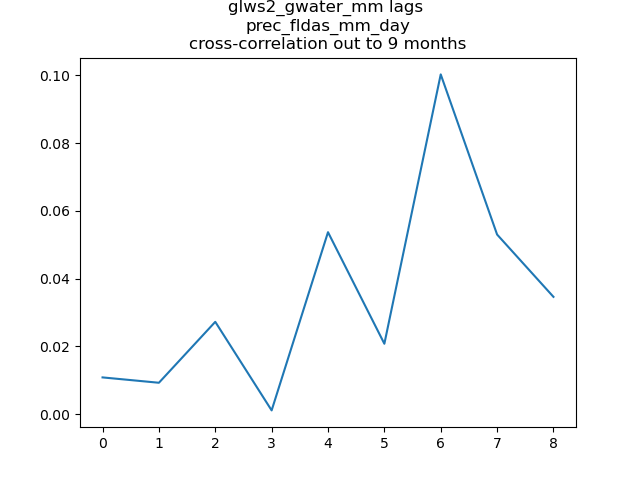 glws2_gwater_mm lags
prec_fldas_mm_day
cross-correlation out to 9 months
0.10
0.08
0.06
0.04
0.02
0.00
0 1 2 3 4 5 6 7 8